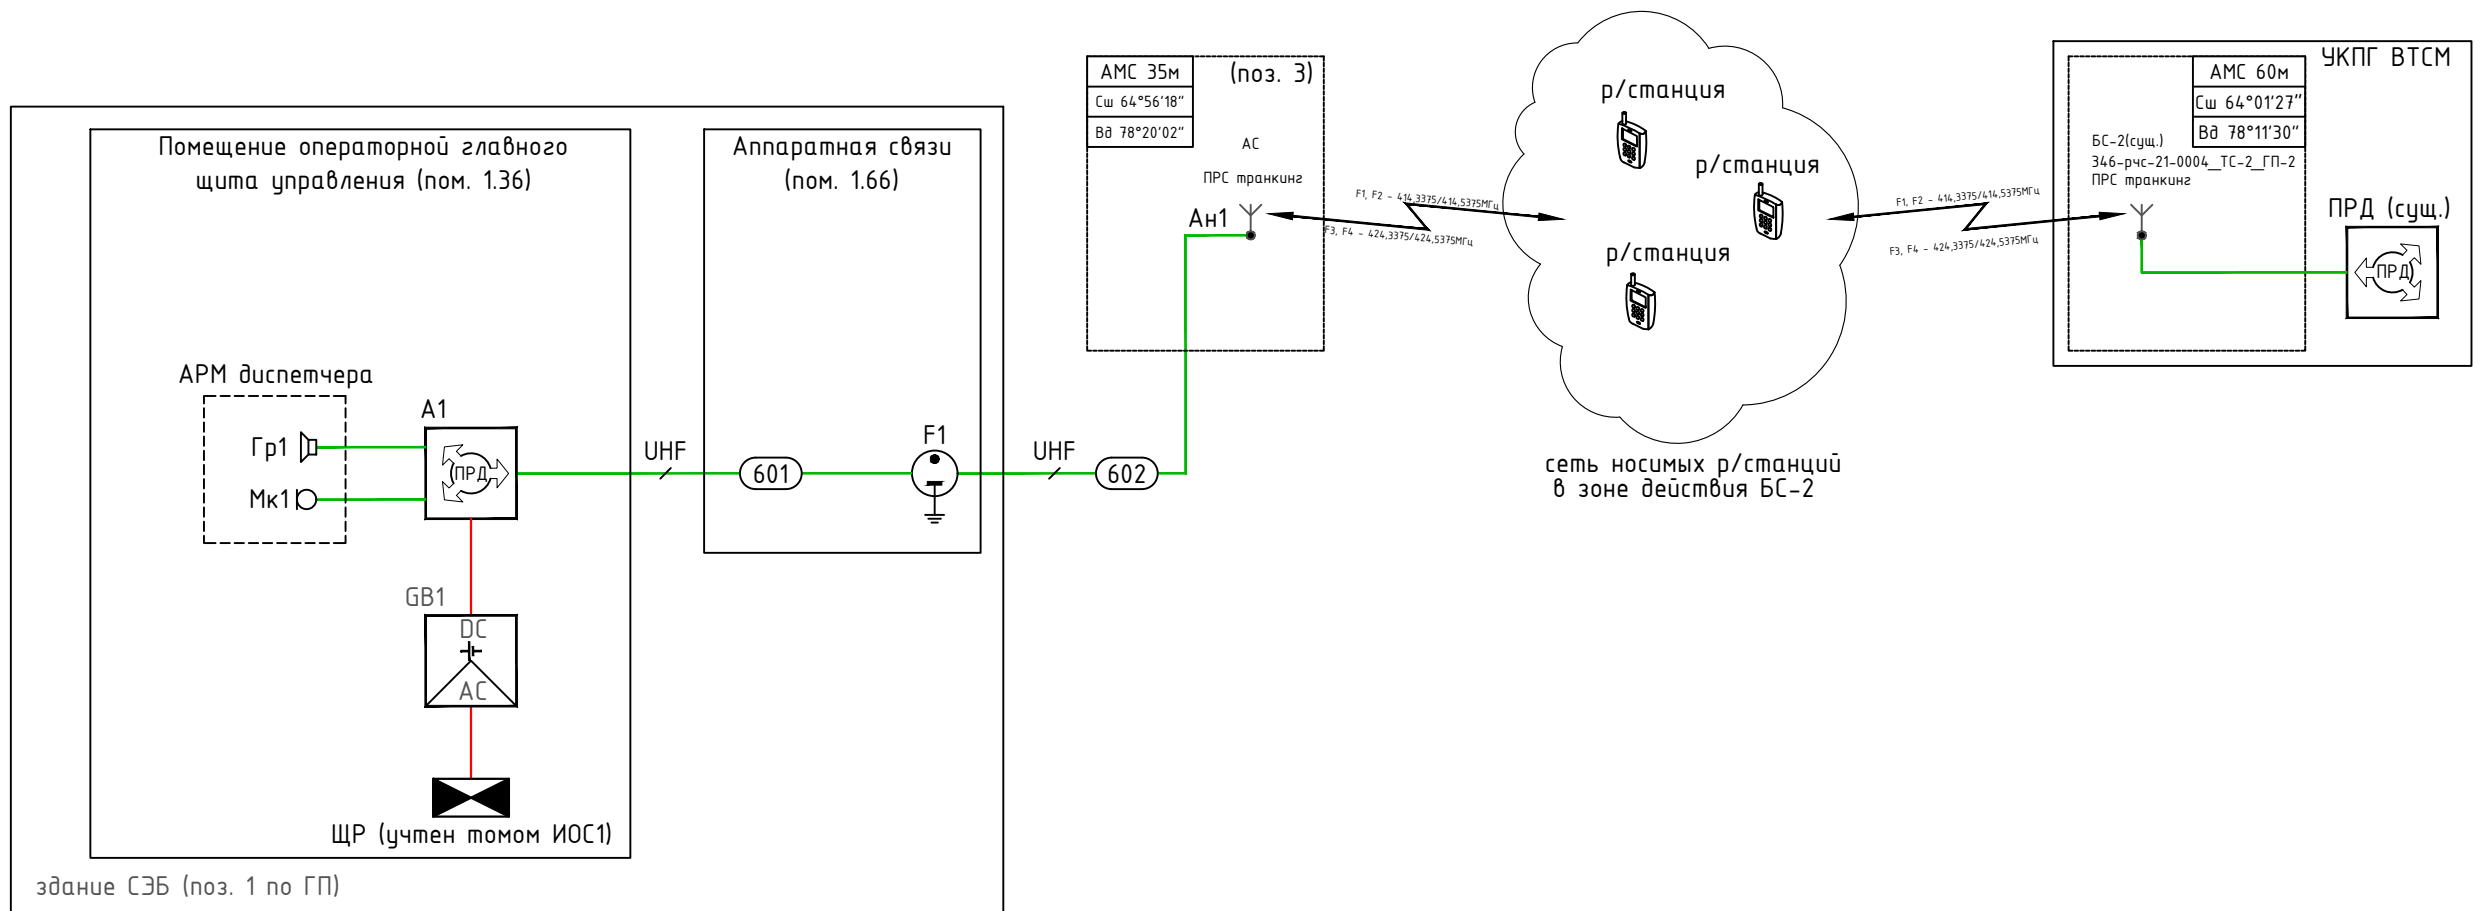 Помещение операторной главного
щита управления (пом. 1.36)
АРМ диспетчера
Гр1
Мк1
А1
ПРД
GB1
DC
AC
ЩР (учтен томом ИОС1)
здание СЭБ (поз. 1 по ГП)
UHF
Аппаратная связи
(пом. 1.66)
601
F1
UHF
602
АМС 35м
(поз. 3)
Сш 64°56'18"
Вд 78°20'02"
АС
ПРС транкинг
Ан1
F1, F2 - 414,3375/414,5375МГц
F3, F4 - 424,3375/424,5375МГц
р/станция
р/станция
р/станция
сеть носимых р/станций
в зоне действия БС-2
F1, F2 - 414,3375/414,5375МГц
F3, F4 - 424,3375/424,5375МГц
УКПГ ВТСМ
АМС 60м
Сш 64°01'27"
Вд 78°11'30"
БС-2(сущ.)
346-рчс-21-0004_ТС-2_ГП-2
ПРС транкинг
ПРД (сущ.)
ПРД